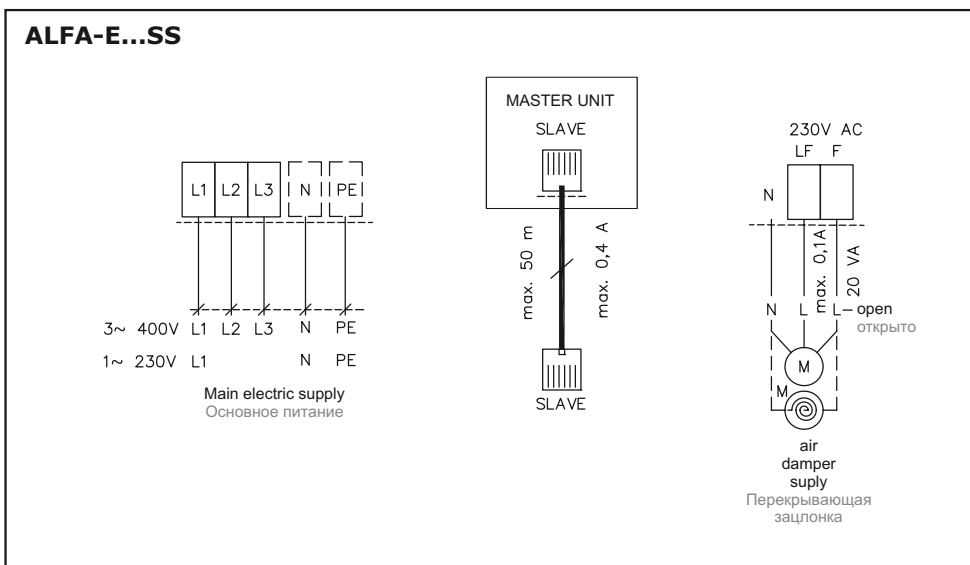 ALFA-E...SS
L1 L2 L3 N PE
3~ 400V L1 L2 L3 N PE
1~ 230V L1 N PE
Main electric supply
Основное питание
MASTER UNIT
SLAVE
max. 50 m
max. 0,4 A
SLAVE
230V AC
LF F
N
max. 0,1A
20 VA
N L L open
открыто
M
M
air
damper
suply
Перекрывающая
зацлонка